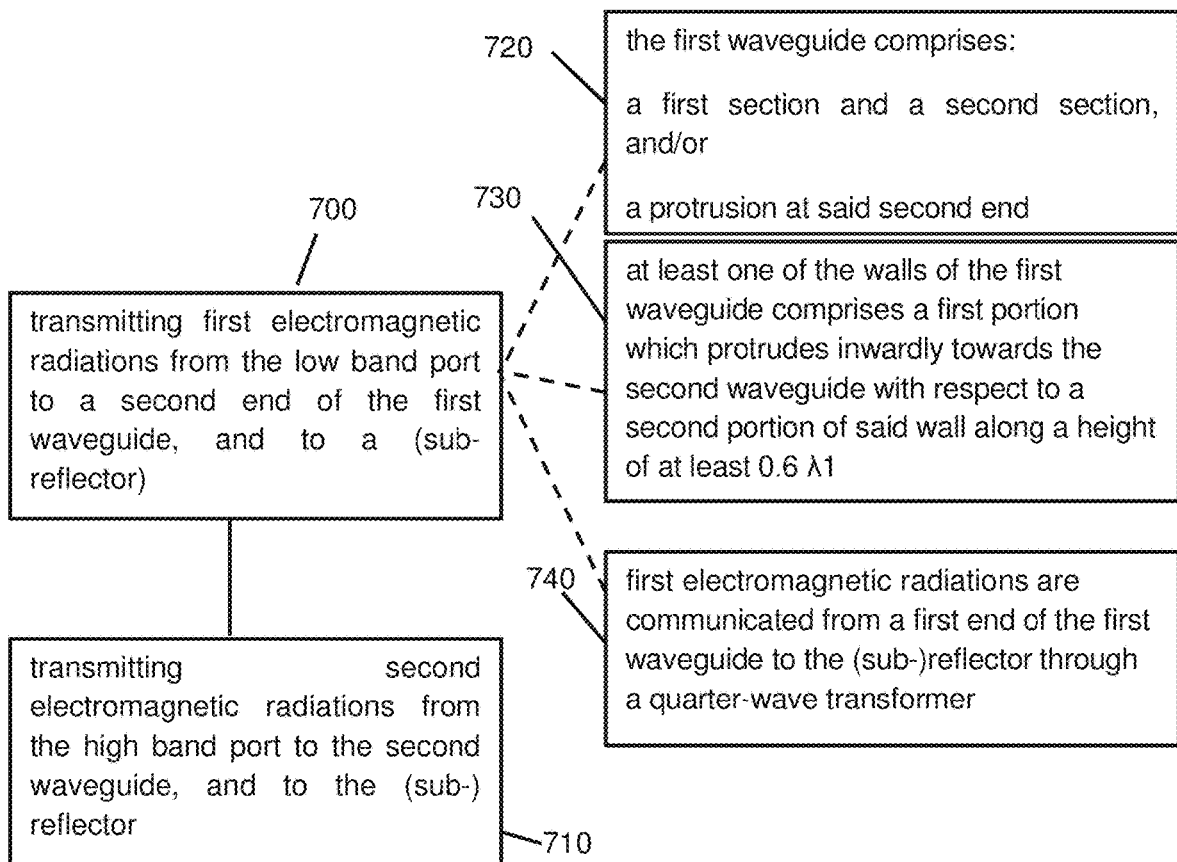 720
the first waveguide comprises:
a first section and a second section,
and/or
a protrusion at said second end
730
at least one of the walls of the first
waveguide comprises a first portion
which protrudes inwardly towards the
second waveguide with respect to a
second portion of said wall along a height
of at least 0.6 λ1
700
transmitting first electromagnetic
radiations from the low band port
to a second end of the first
waveguide, and to a (sub-
reflector)
740
first electromagnetic radiations are
communicated from a first end of the first
waveguide to the (sub-)reflector through
a quarter-wave transformer
transmitting second
electromagnetic radiations from
the high band port to the second
waveguide, and to the (sub-)
reflector
710